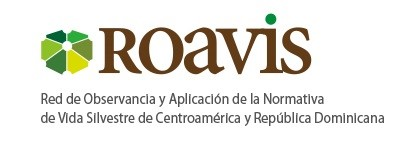 ROAVIS
Red de Observancia y Aplicación de la Normativa
de Vida Silvestre de Centroamérica y República Dominicana